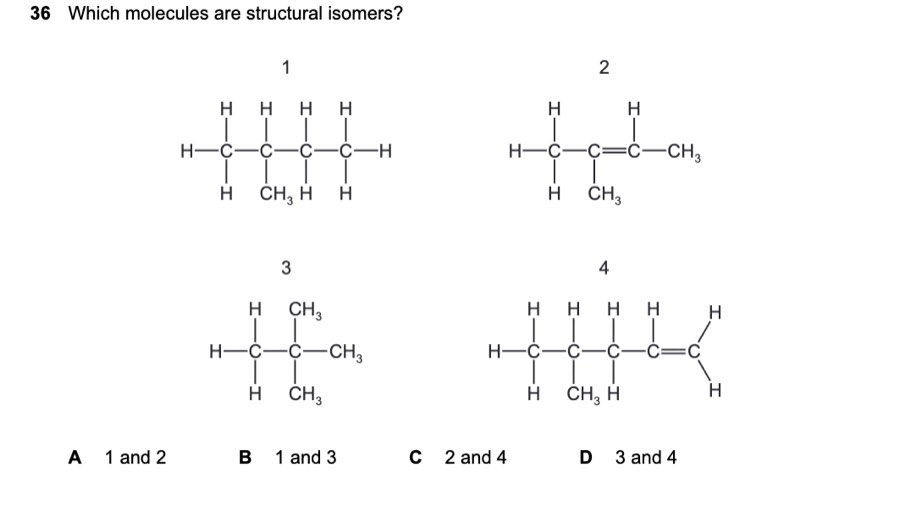 36 Which molecules are structural isomers?
1 2
H H H H H H
H C C C C H H C C C CH3
H CH3 H H H CH3
3 4
H CH3 H H H H H
H C C CH3 H C C C C C
H CH3 H CH3 H H
A 1 and 2 B 1 and 3 C 2 and 4 D 3 and 4